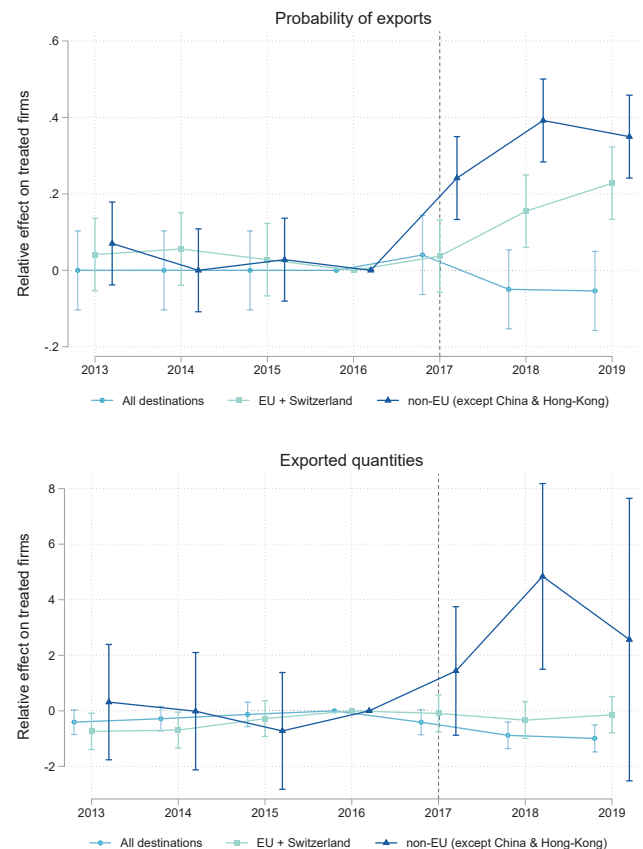 Probability of exports
Relative effect on treated firms
.6
.4
.2
0
-.2
2013 2014 2015 2016 2017 2018 2019
All destinations EU + Switzerland non-EU (except China & Hong-Kong)
Exported quantities
Relative effect on treated firms
8
6
4
2
0
-2
2013 2014 2015 2016 2017 2018 2019
All destinations EU + Switzerland non-EU (except China & Hong-Kong)